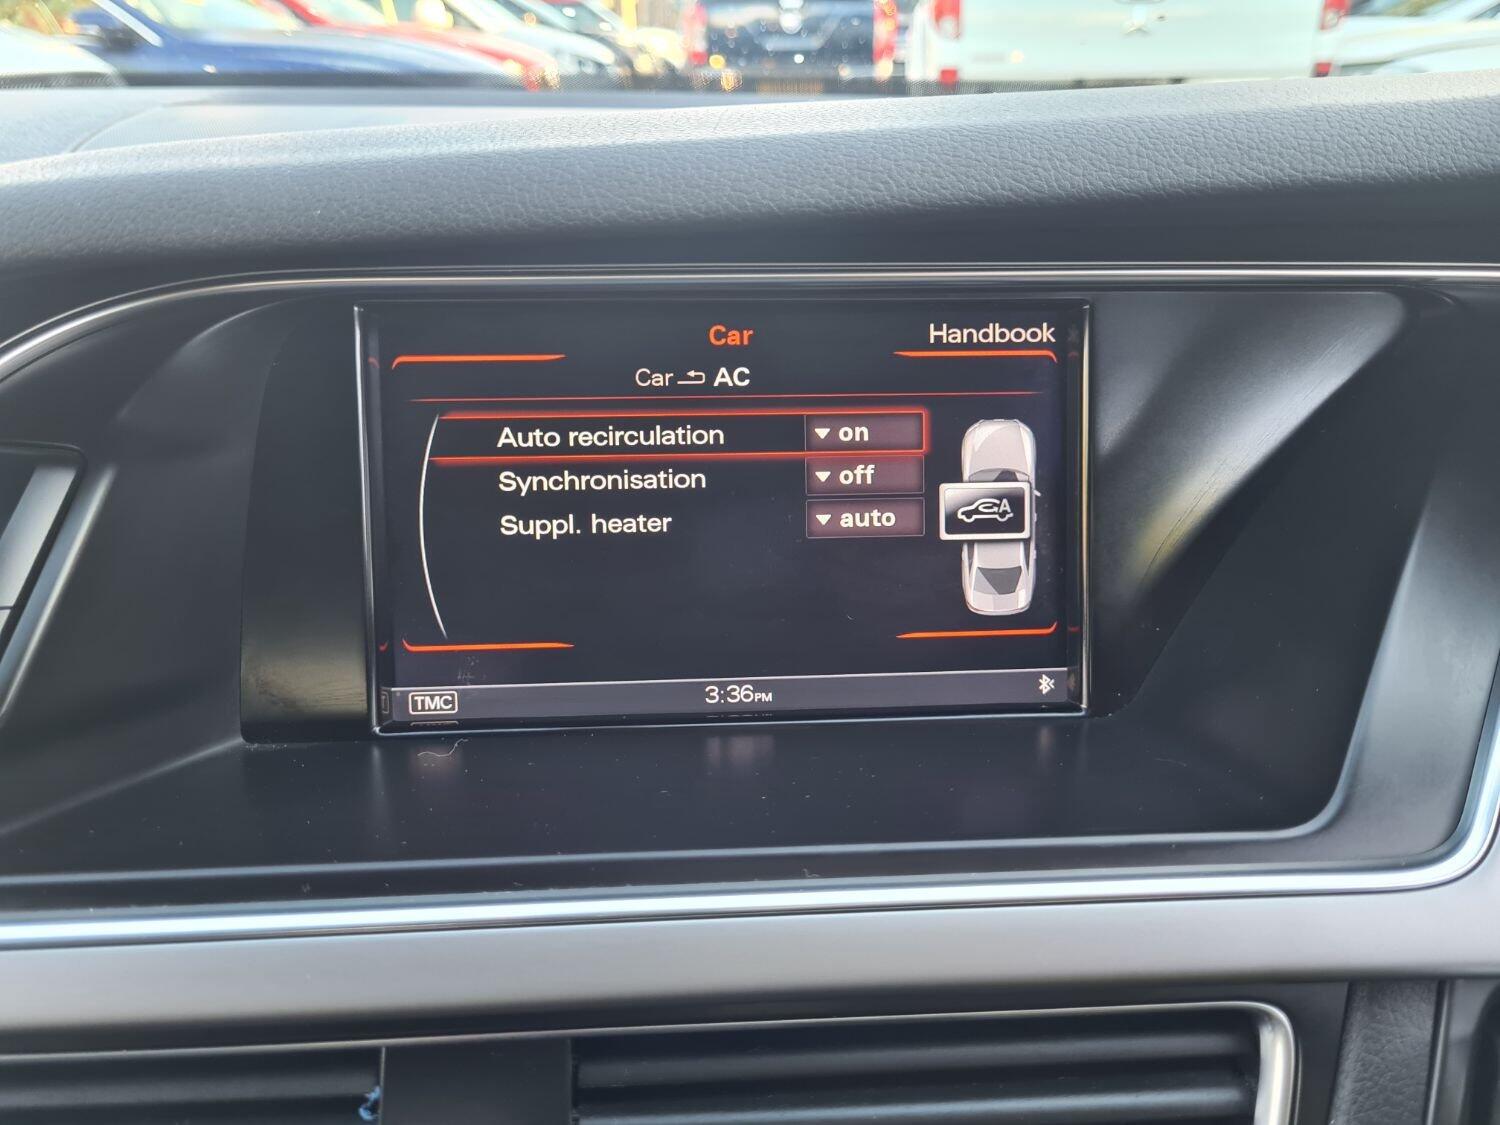 Car
Handbook
Car AC
Auto recirculation on
Synchronisation off
Suppl. heater auto
A
TMC
3:36PM